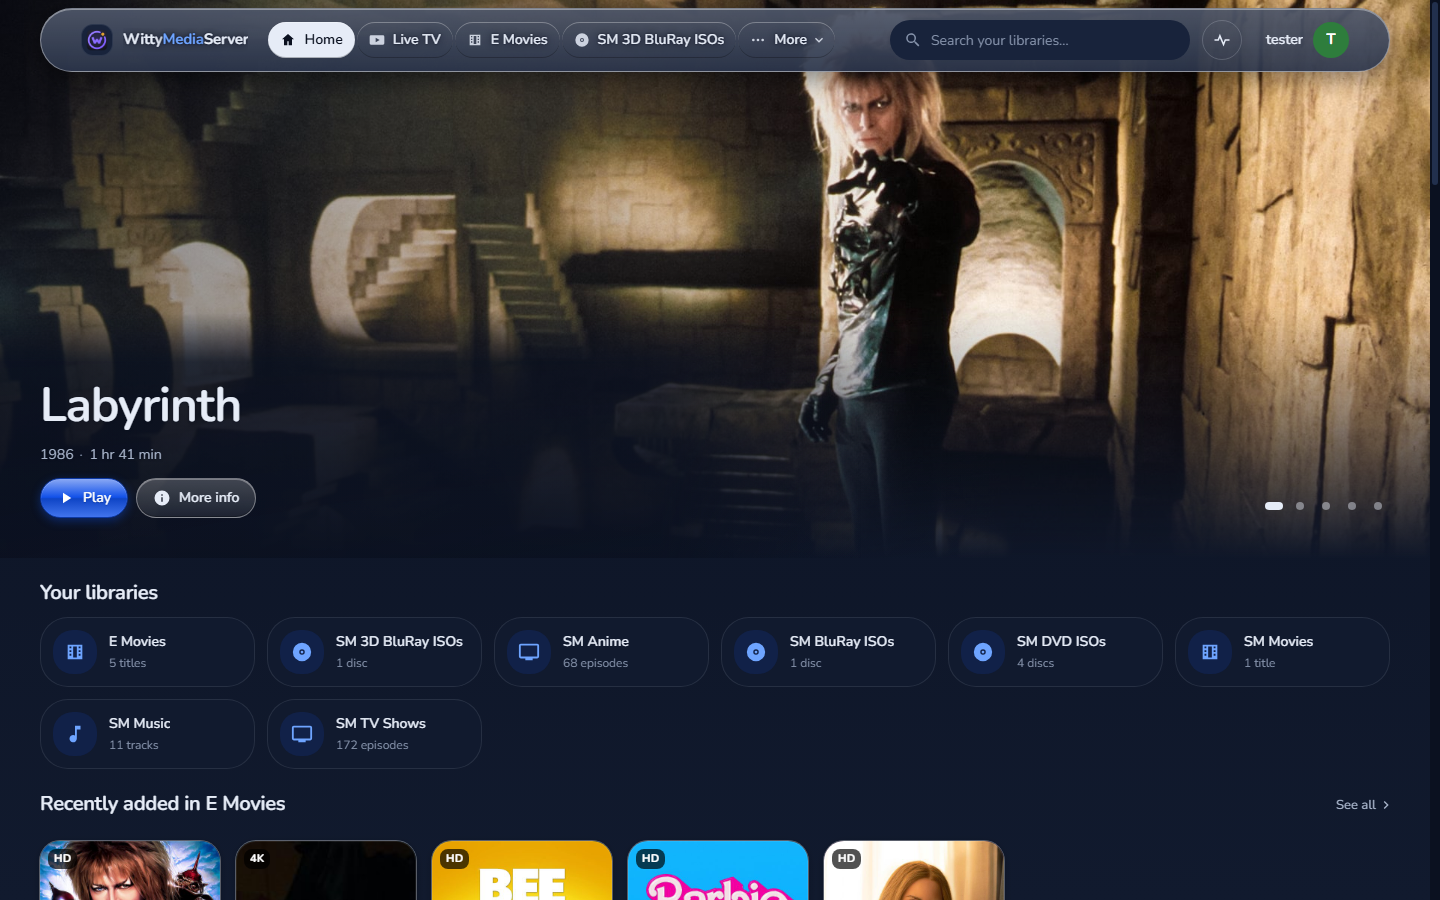 WittyMediaServer
Home
Live TV
E Movies
SM 3D BluRay ISOs
More
Search your libraries...
tester
T
Labyrinth
1986 · 1 hr 41 min
Play
More info
Your libraries
E Movies
5 titles
SM 3D BluRay ISOs
1 disc
SM Anime
68 episodes
SM BluRay ISOs
1 disc
SM DVD ISOs
4 discs
SM Movies
1 title
SM Music
11 tracks
SM TV Shows
172 episodes
Recently added in E Movies
See all
HD
4K
HD
BEE
HD
Barbie
HD